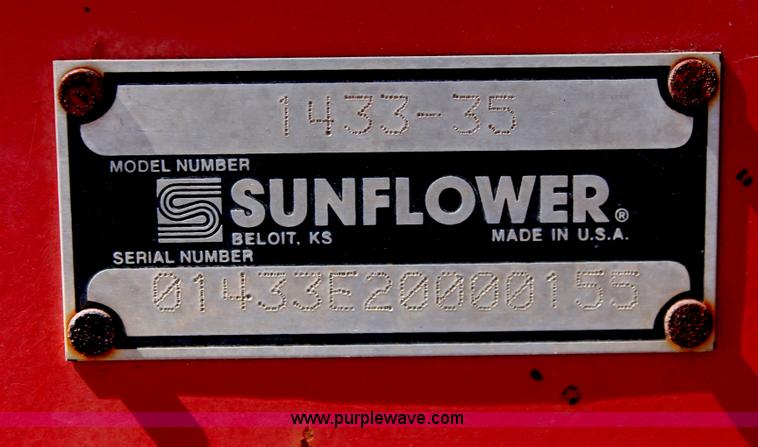 1433-35
MODEL NUMBER
SUNFLOWER®
BELOIT, KS MADE IN U.S.A.
SERIAL NUMBER
01433E20000155
www.purplewave.com